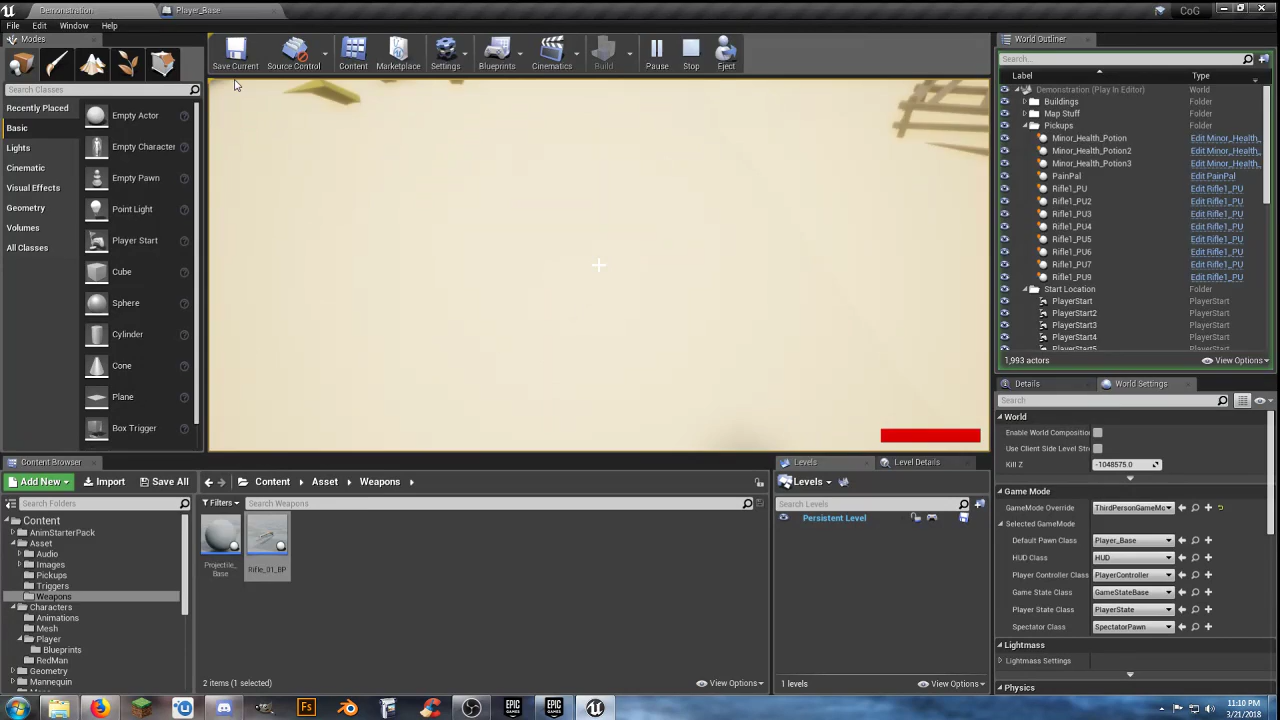 Demonstration
Player_Base
CoG
File Edit Window Help
Modes
Search Classes
Recently Placed
Basic
Lights
Cinematic
Visual Effects
Geometry
Volumes
All Classes
Empty Actor
Empty Character
Empty Pawn
Point Light
Player Start
Cube
Sphere
Cylinder
Cone
Plane
Box Trigger
Save Current
Source Control
Content
Marketplace
Settings
Blueprints
Cinematics
Build
Pause
Stop
Eject
World Outliner
Search...
Label Type
Demonstration (Play In Editor) World
Buildings Folder
Map Stuff Folder
Pickups Folder
Minor_Health_Potion Edit Minor_Health_
Minor_Health_Potion2 Edit Minor_Health_
Minor_Health_Potion3 Edit Minor_Health_
PainPal Edit PainPal
Rifle1_PU Edit Rifle1_PU
Rifle1_PU2 Edit Rifle1_PU
Rifle1_PU3 Edit Rifle1_PU
Rifle1_PU4 Edit Rifle1_PU
Rifle1_PU5 Edit Rifle1_PU
Rifle1_PU6 Edit Rifle1_PU
Rifle1_PU7 Edit Rifle1_PU
Rifle1_PU9 Edit Rifle1_PU
Start Location Folder
PlayerStart PlayerStart
PlayerStart2 PlayerStart
PlayerStart3 PlayerStart
PlayerStart4 PlayerStart
PlayerStart5 PlayerStart
1,993 actors View Options
Details World Settings
Search
World
Enable World Compositio
Use Client Side Level Stre
Kill Z -1048575.0
Game Mode
GameMode Override ThirdPersonGameMo
Selected GameMode
Default Pawn Class Player_Base
HUD Class HUD
Player Controller Class PlayerController
Game State Class GameStateBase
Player State Class PlayerState
Spectator Class SpectatorPawn
Lightmass
Lightmass Settings
Physics
Content Browser
Add New Import Save All
Content Asset Weapons
Search Folders
Filters Search Weapons
Content
AnimStarterPack
Asset
Audio
Images
Pickups
Triggers
Weapons
Characters
Animations
Mesh
Player
Blueprints
RedMan
Geometry
Mannequin
Projectile_
Base
Rifle_01_BP
2 items (1 selected) View Options
Levels Level Details
Levels
Search Levels
Persistent Level
1 levels View Options
Fs
EPIC
GAMES
EPIC
GAMES
11:10 PM
3/21/2018